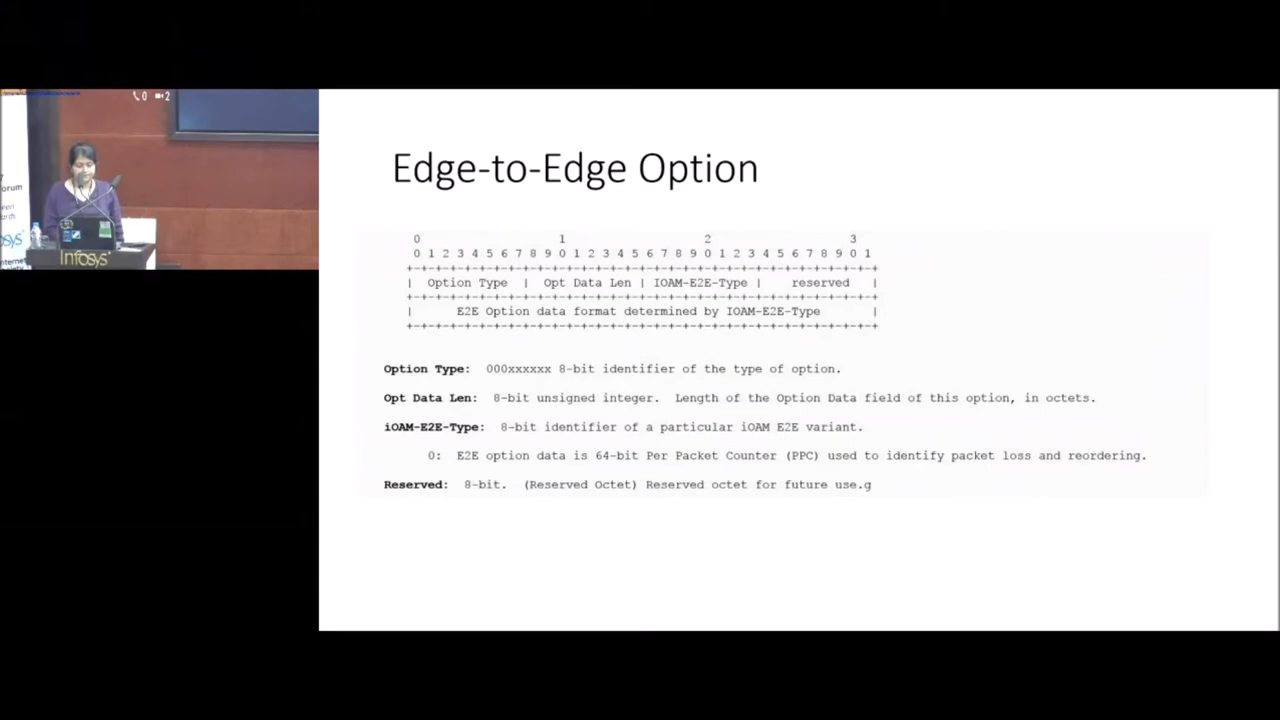 0 2
orum
Infosys
Edge-to-Edge Option
0 1 2 3
0 1 2 3 4 5 6 7 8 9 0 1 2 3 4 5 6 7 8 9 0 1 2 3 4 5 6 7 8 9 0 1
+-+-+-+-+-+-+-+-+-+-+-+-+-+-+-+-+-+-+-+-+-+-+-+-+-+-+-+-+-+-+-+-+
| Option Type | Opt Data Len | IOAM-E2E-Type | reserved |
+-+-+-+-+-+-+-+-+-+-+-+-+-+-+-+-+-+-+-+-+-+-+-+-+-+-+-+-+-+-+-+-+
| E2E Option data format determined by IOAM-E2E-Type |
+-+-+-+-+-+-+-+-+-+-+-+-+-+-+-+-+-+-+-+-+-+-+-+-+-+-+-+-+-+-+-+-+
Option Type: 000xxxxxx 8-bit identifier of the type of option.
Opt Data Len: 8-bit unsigned integer. Length of the Option Data field of this option, in octets.
iOAM-E2E-Type: 8-bit identifier of a particular iOAM E2E variant.
0: E2E option data is 64-bit Per Packet Counter (PPC) used to identify packet loss and reordering.
Reserved: 8-bit. (Reserved Octet) Reserved octet for future use.g